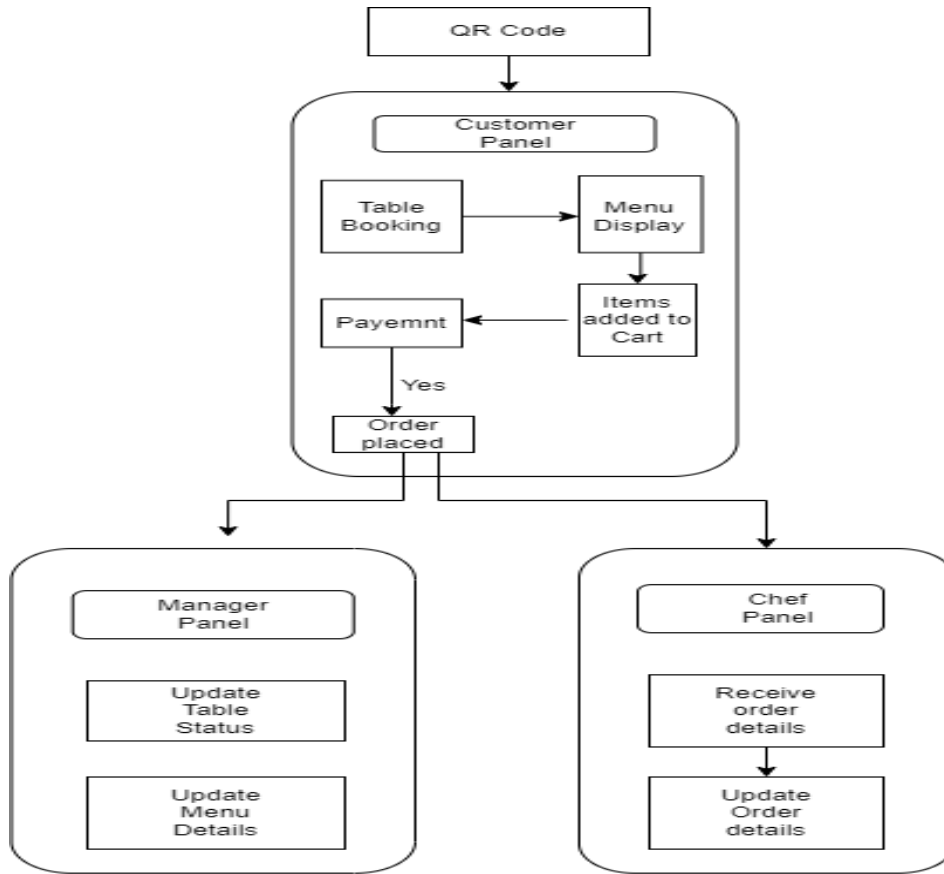 QR Code
Customer
Panel
Table
Booking
Menu
Display
Items
added to
Cart
Payemnt
Yes
Order
placed
Manager
Panel
Update
Table
Status
Update
Menu
Details
Chef
Panel
Receive
order
details
Update
Order
details